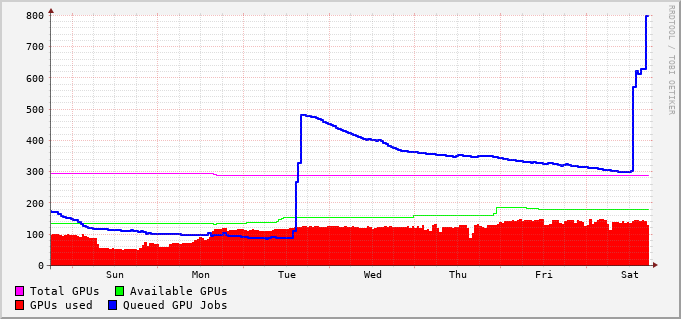 800
700
600
500
400
300
200
100
0
Sun Mon Tue Wed Thu Fri Sat
Total GPUs Available GPUs
GPUs used Queued GPU Jobs
RRDTOOL / TOBI OETIKER